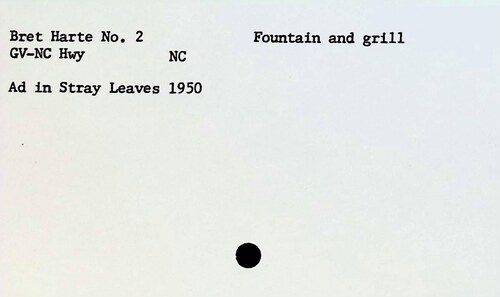 Bret Harte No. 2 Fountain and grill
GV-NC Hwy NC
Ad in Stray Leaves 1950